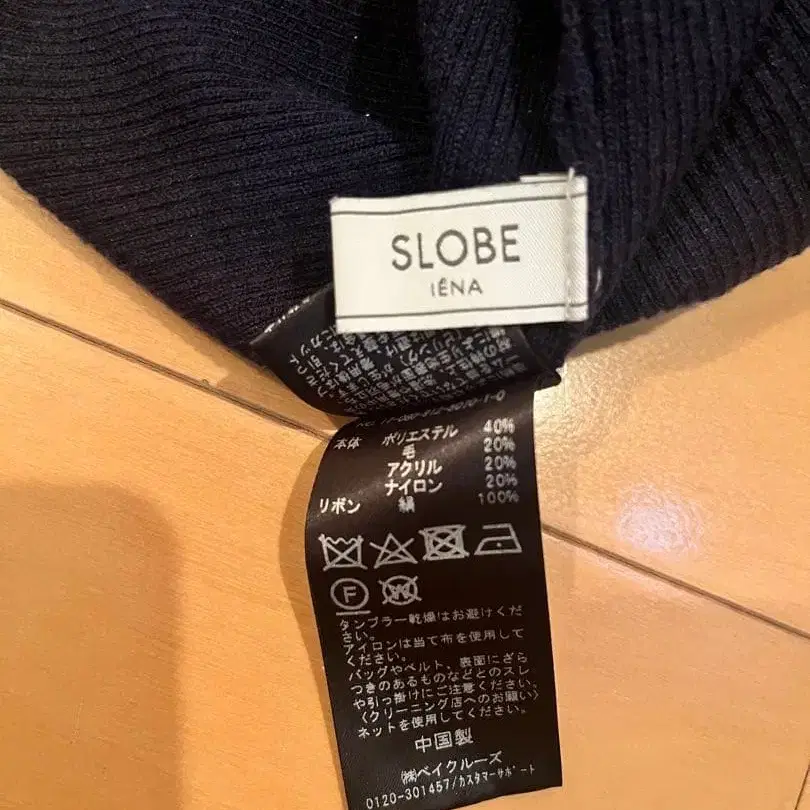 SLOBE
IÉNA
本体 ポリエステル 40%
毛 20%
アクリル 20%
ナイロン 20%
リボン 絹 100%
F
W
タンブラー乾燥はお避けくだ
さい。
アイロンは当て布を使用して
ください。
バッグやベルト、表面にざら
つきのあるものなどとのスレ
や引っ掛けにご注意ください。
〈クリーニング店へのお願い〉
ネットを使用してください。
中国製
㈱ベイクルーズ
0120-301457/カスタマーサポート